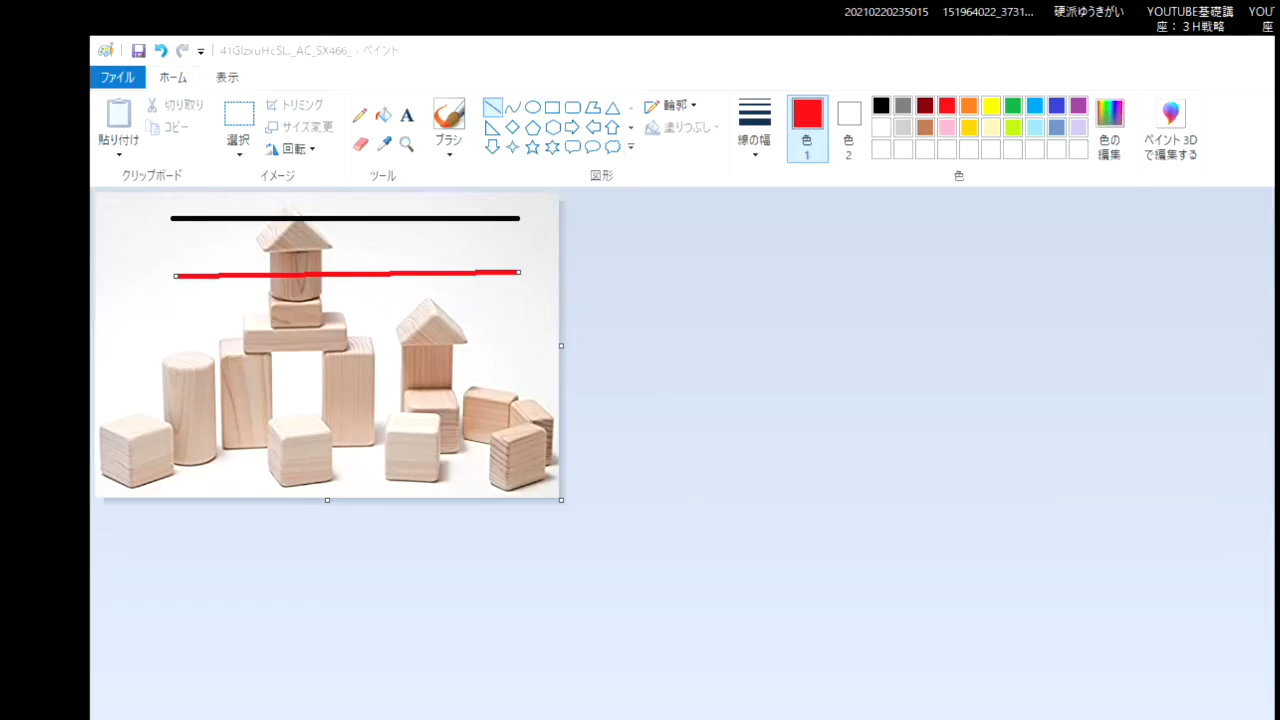 20210220235015 151964022_3731... 硬派ゆうきがい YOUTUBE基礎講 YOUT
座：３Ｈ戦略 座
41GlzxuHcSL._AC_SX466_ - ペイント
ファイル ホーム 表示
貼り付け 切り取り コピー
選択 トリミング サイズ変更 回転
A
ブラシ
輪郭 塗りつぶし
線の幅
色
1
色
2
色の
編集
ペイント 3D
で編集する
クリップボード イメージ ツール 図形 色